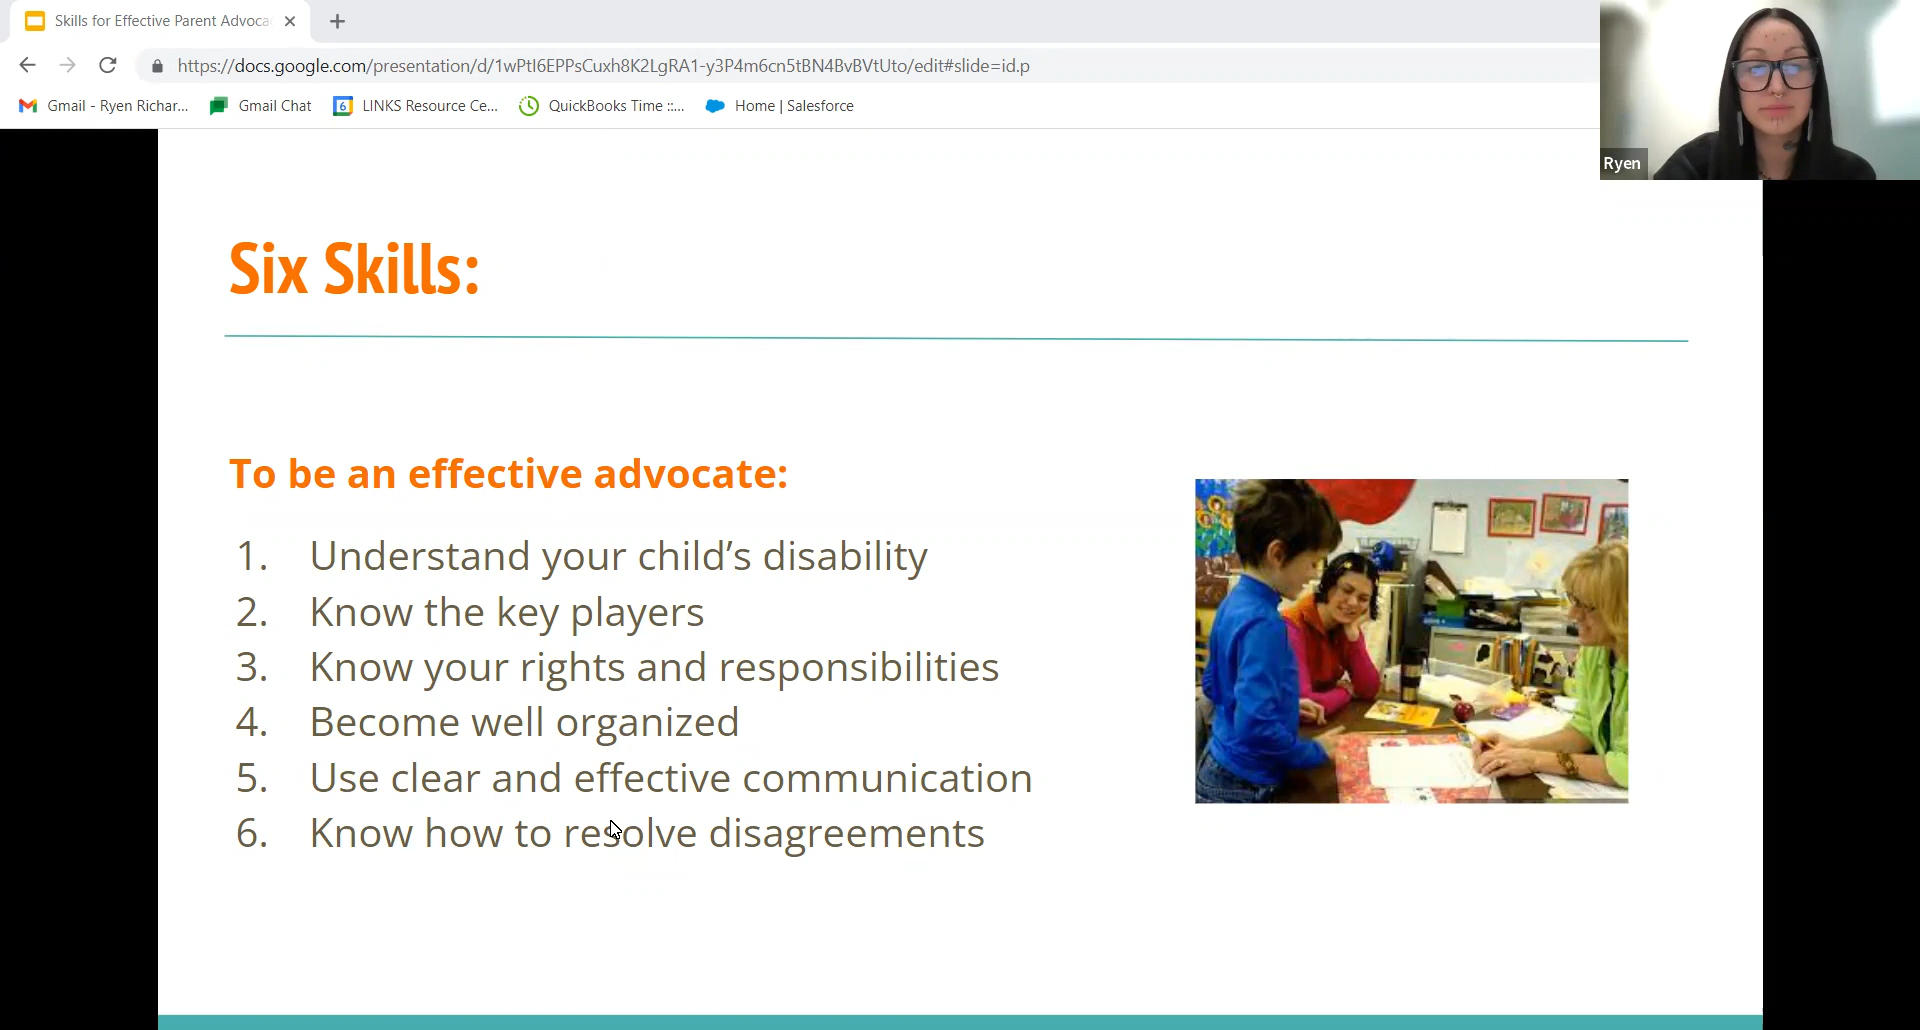 Skills for Effective Parent Advoca
https://docs.google.com/presentation/d/1wPtI6EPPsCuxh8K2LgRA1-y3P4m6cn5tBN4BvBVtUto/edit#slide=id.p
Gmail - Ryen Richar... Gmail Chat 6 LINKS Resource Ce... QuickBooks Time ::... Home | Salesforce
Ryen
Six Skills:
To be an effective advocate:
1. Understand your child’s disability
2. Know the key players
3. Know your rights and responsibilities
4. Become well organized
5. Use clear and effective communication
6. Know how to resolve disagreements